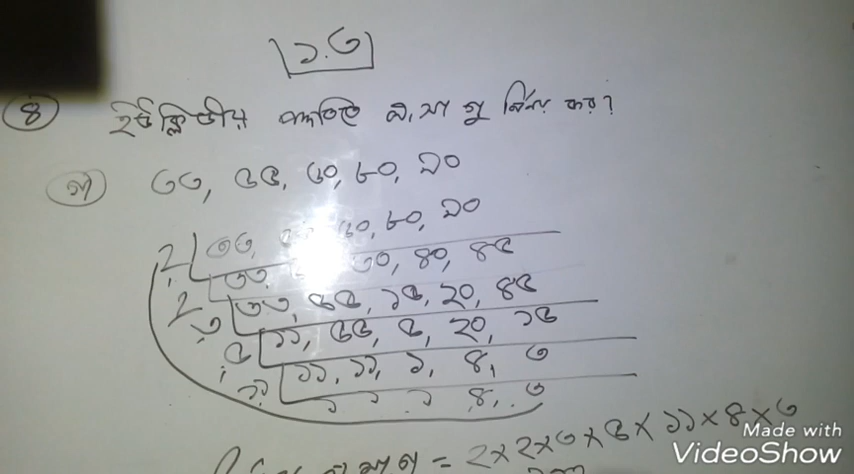 ১.৩
৪ ইউক্লিডীয় পদ্ধতিতে ল.সা গু নির্নয় কর?
গ ৩৩, ৫৫, ৬০, ৮০, ৯০
২ ৩৩, ৬০, ৮০, ৯০
২ ৩৩, ৩০, ৪০, ৪৫
৩ ৩৩, ৫৫, ১৫, ২০, ৪৫
৫ ১১, ৫৫, ৫, ২০, ১৫
১১ ১১, ১১, ১, ৪, ৩
১ ১ ১ ৪, ৩
ল সা গু = ২×২×৩×৫×১১×৪×৩
Made with
VideoShow